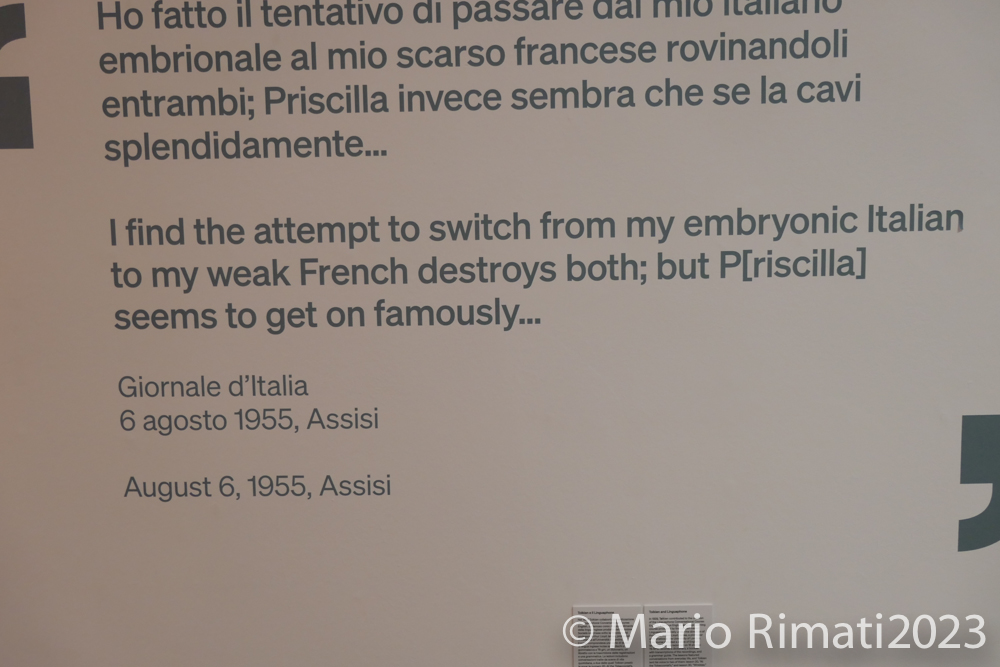 Ho fatto il tentativo di passare dal mio italiano
embrionale al mio scarso francese rovinandoli
entrambi; Priscilla invece sembra che se la cavi
splendidamente...
I find the attempt to switch from my embryonic Italian
to my weak French destroys both; but P[riscilla]
seems to get on famously...
Giornale d'Italia
6 agosto 1955, Assisi
August 6, 1955, Assisi
© Mario Rimati2023